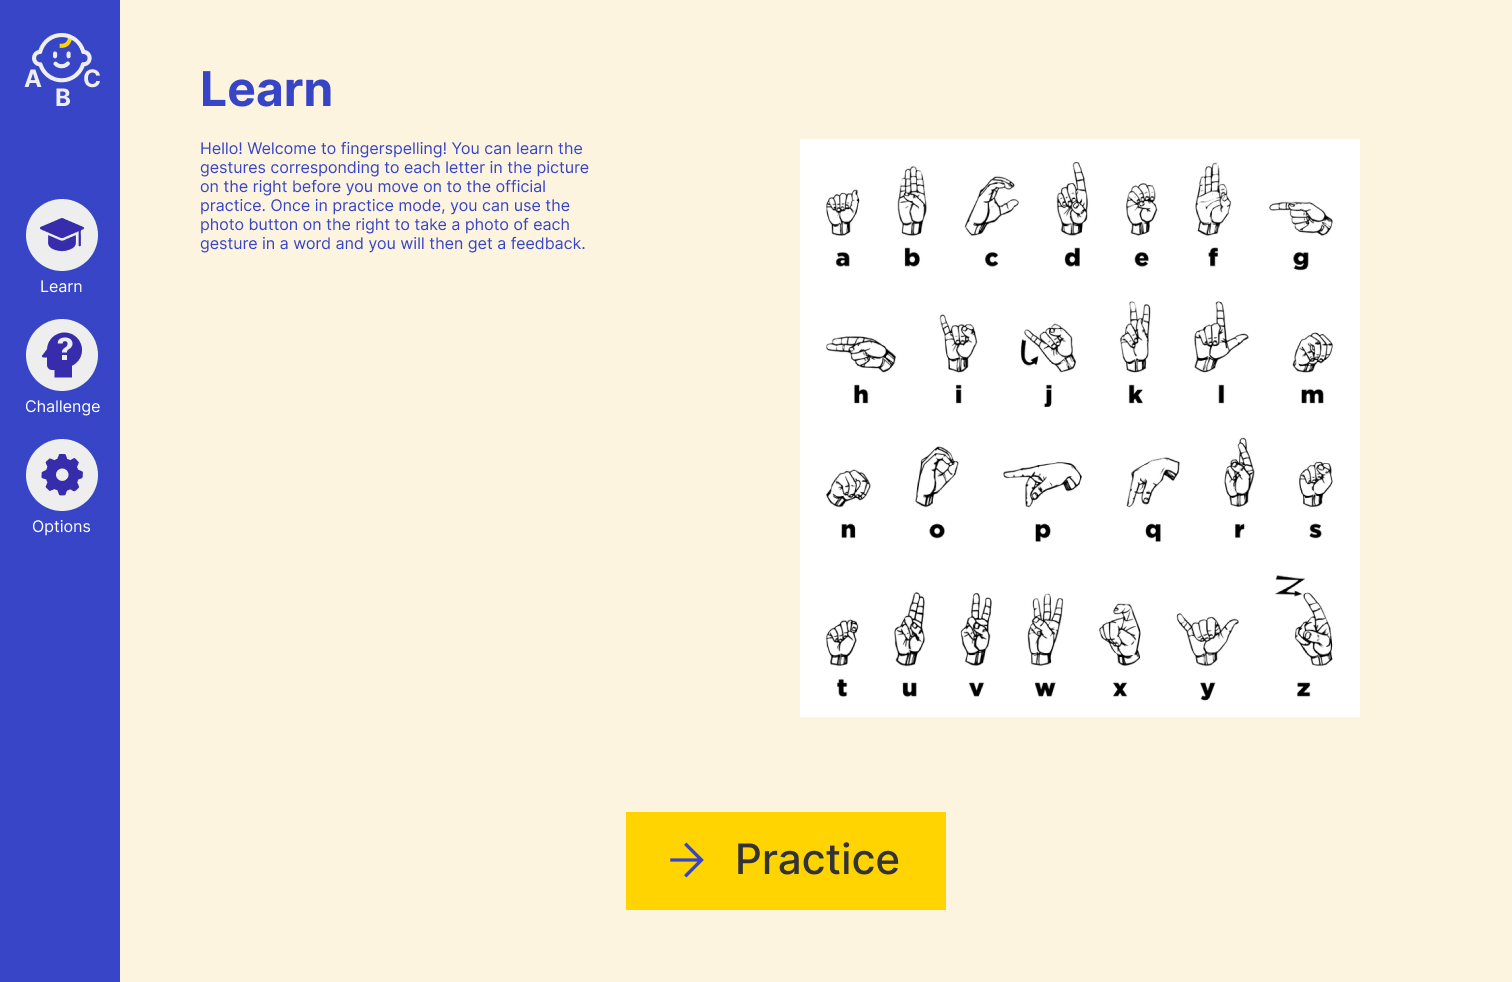 A C
B
Learn
Challenge
Options
Learn
Hello! Welcome to fingerspelling! You can learn the
gestures corresponding to each letter in the picture
on the right before you move on to the official
practice. Once in practice mode, you can use the
photo button on the right to take a photo of each
gesture in a word and you will then get a feedback.
a b c d e f g
h i j k l m
n o p q r s
Z
t u v w x y z
Practice